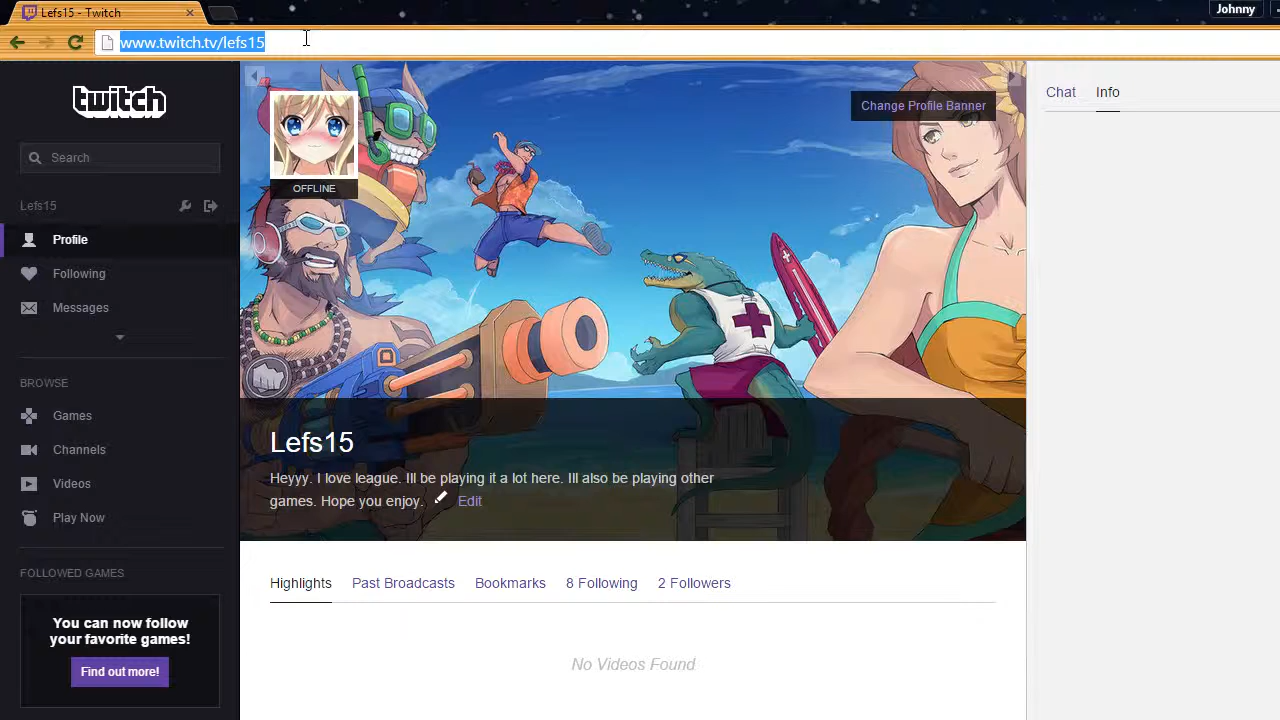 Lefs15 - Twitch
Johnny
www.twitch.tv/lefs15
twitch
Search
Lefs15
Profile
Following
Messages
BROWSE
Games
Channels
Videos
Play Now
FOLLOWED GAMES
You can now follow
your favorite games!
Find out more!
OFFLINE
Change Profile Banner
Lefs15
Heyyy. I love league. Ill be playing it a lot here. Ill also be playing other
games. Hope you enjoy. Edit
Highlights Past Broadcasts Bookmarks 8 Following 2 Followers
No Videos Found
Chat Info